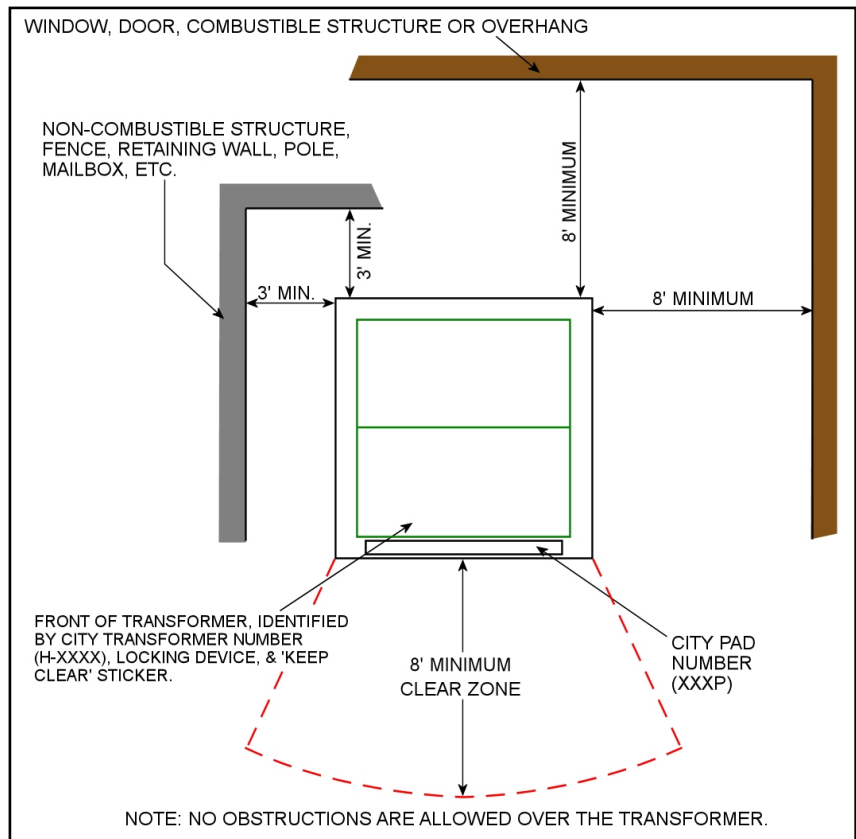 WINDOW, DOOR, COMBUSTIBLE STRUCTURE OR OVERHANG
NON-COMBUSTIBLE STRUCTURE,
FENCE, RETAINING WALL, POLE,
MAILBOX, ETC.
8' MINIMUM
3' MIN.
3' MIN.
8' MINIMUM
FRONT OF TRANSFORMER, IDENTIFIED
BY CITY TRANSFORMER NUMBER
(H-XXXX), LOCKING DEVICE, & 'KEEP
CLEAR' STICKER.
8' MINIMUM
CLEAR ZONE
CITY PAD
NUMBER
(XXXP)
NOTE: NO OBSTRUCTIONS ARE ALLOWED OVER THE TRANSFORMER.